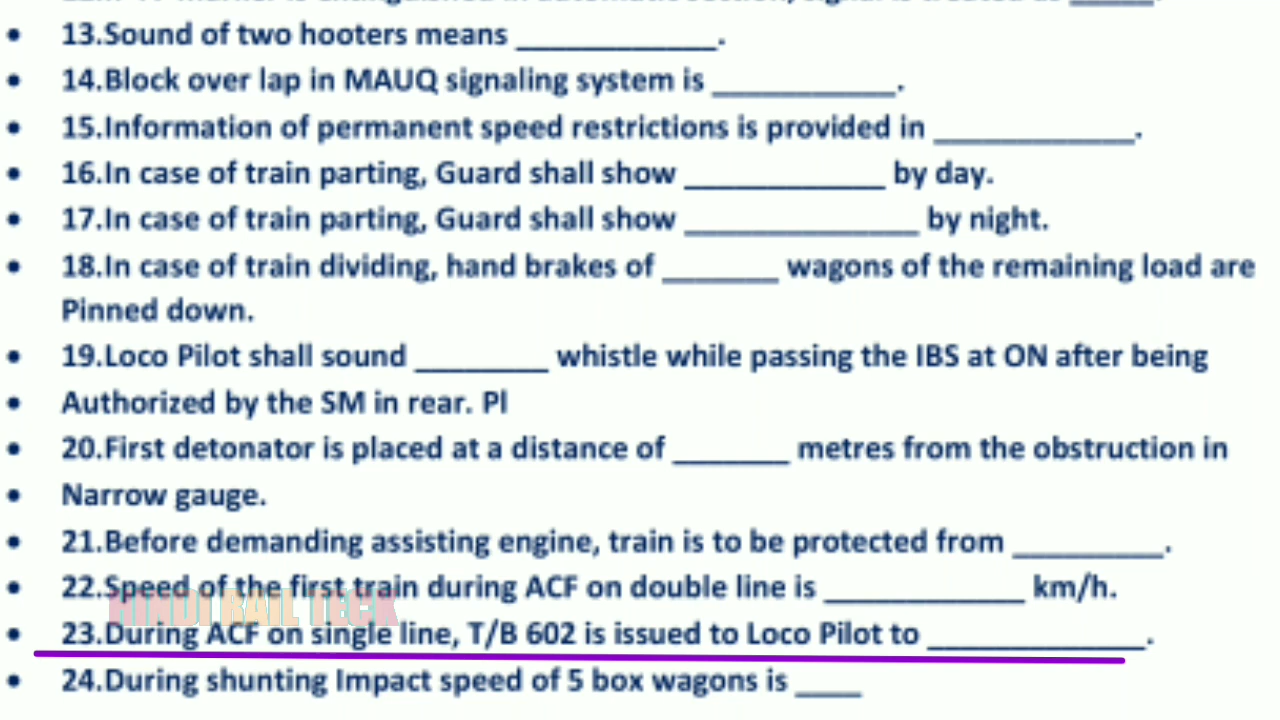 13.Sound of two hooters means ____________.
14.Block over lap in MAUQ signaling system is ___________.
15.Information of permanent speed restrictions is provided in ____________.
16.In case of train parting, Guard shall show ____________ by day.
17.In case of train parting, Guard shall show ______________ by night.
18.In case of train dividing, hand brakes of _______ wagons of the remaining load are
Pinned down.
19.Loco Pilot shall sound ________ whistle while passing the IBS at ON after being
Authorized by the SM in rear. Pl
20.First detonator is placed at a distance of _______ metres from the obstruction in
Narrow gauge.
21.Before demanding assisting engine, train is to be protected from _________.
22.Speed of the first train during ACF on double line is ____________ km/h.
HINDI RAIL TECK
23.During ACF on single line, T/B 602 is issued to Loco Pilot to _____________.
24.During shunting Impact speed of 5 box wagons is ____